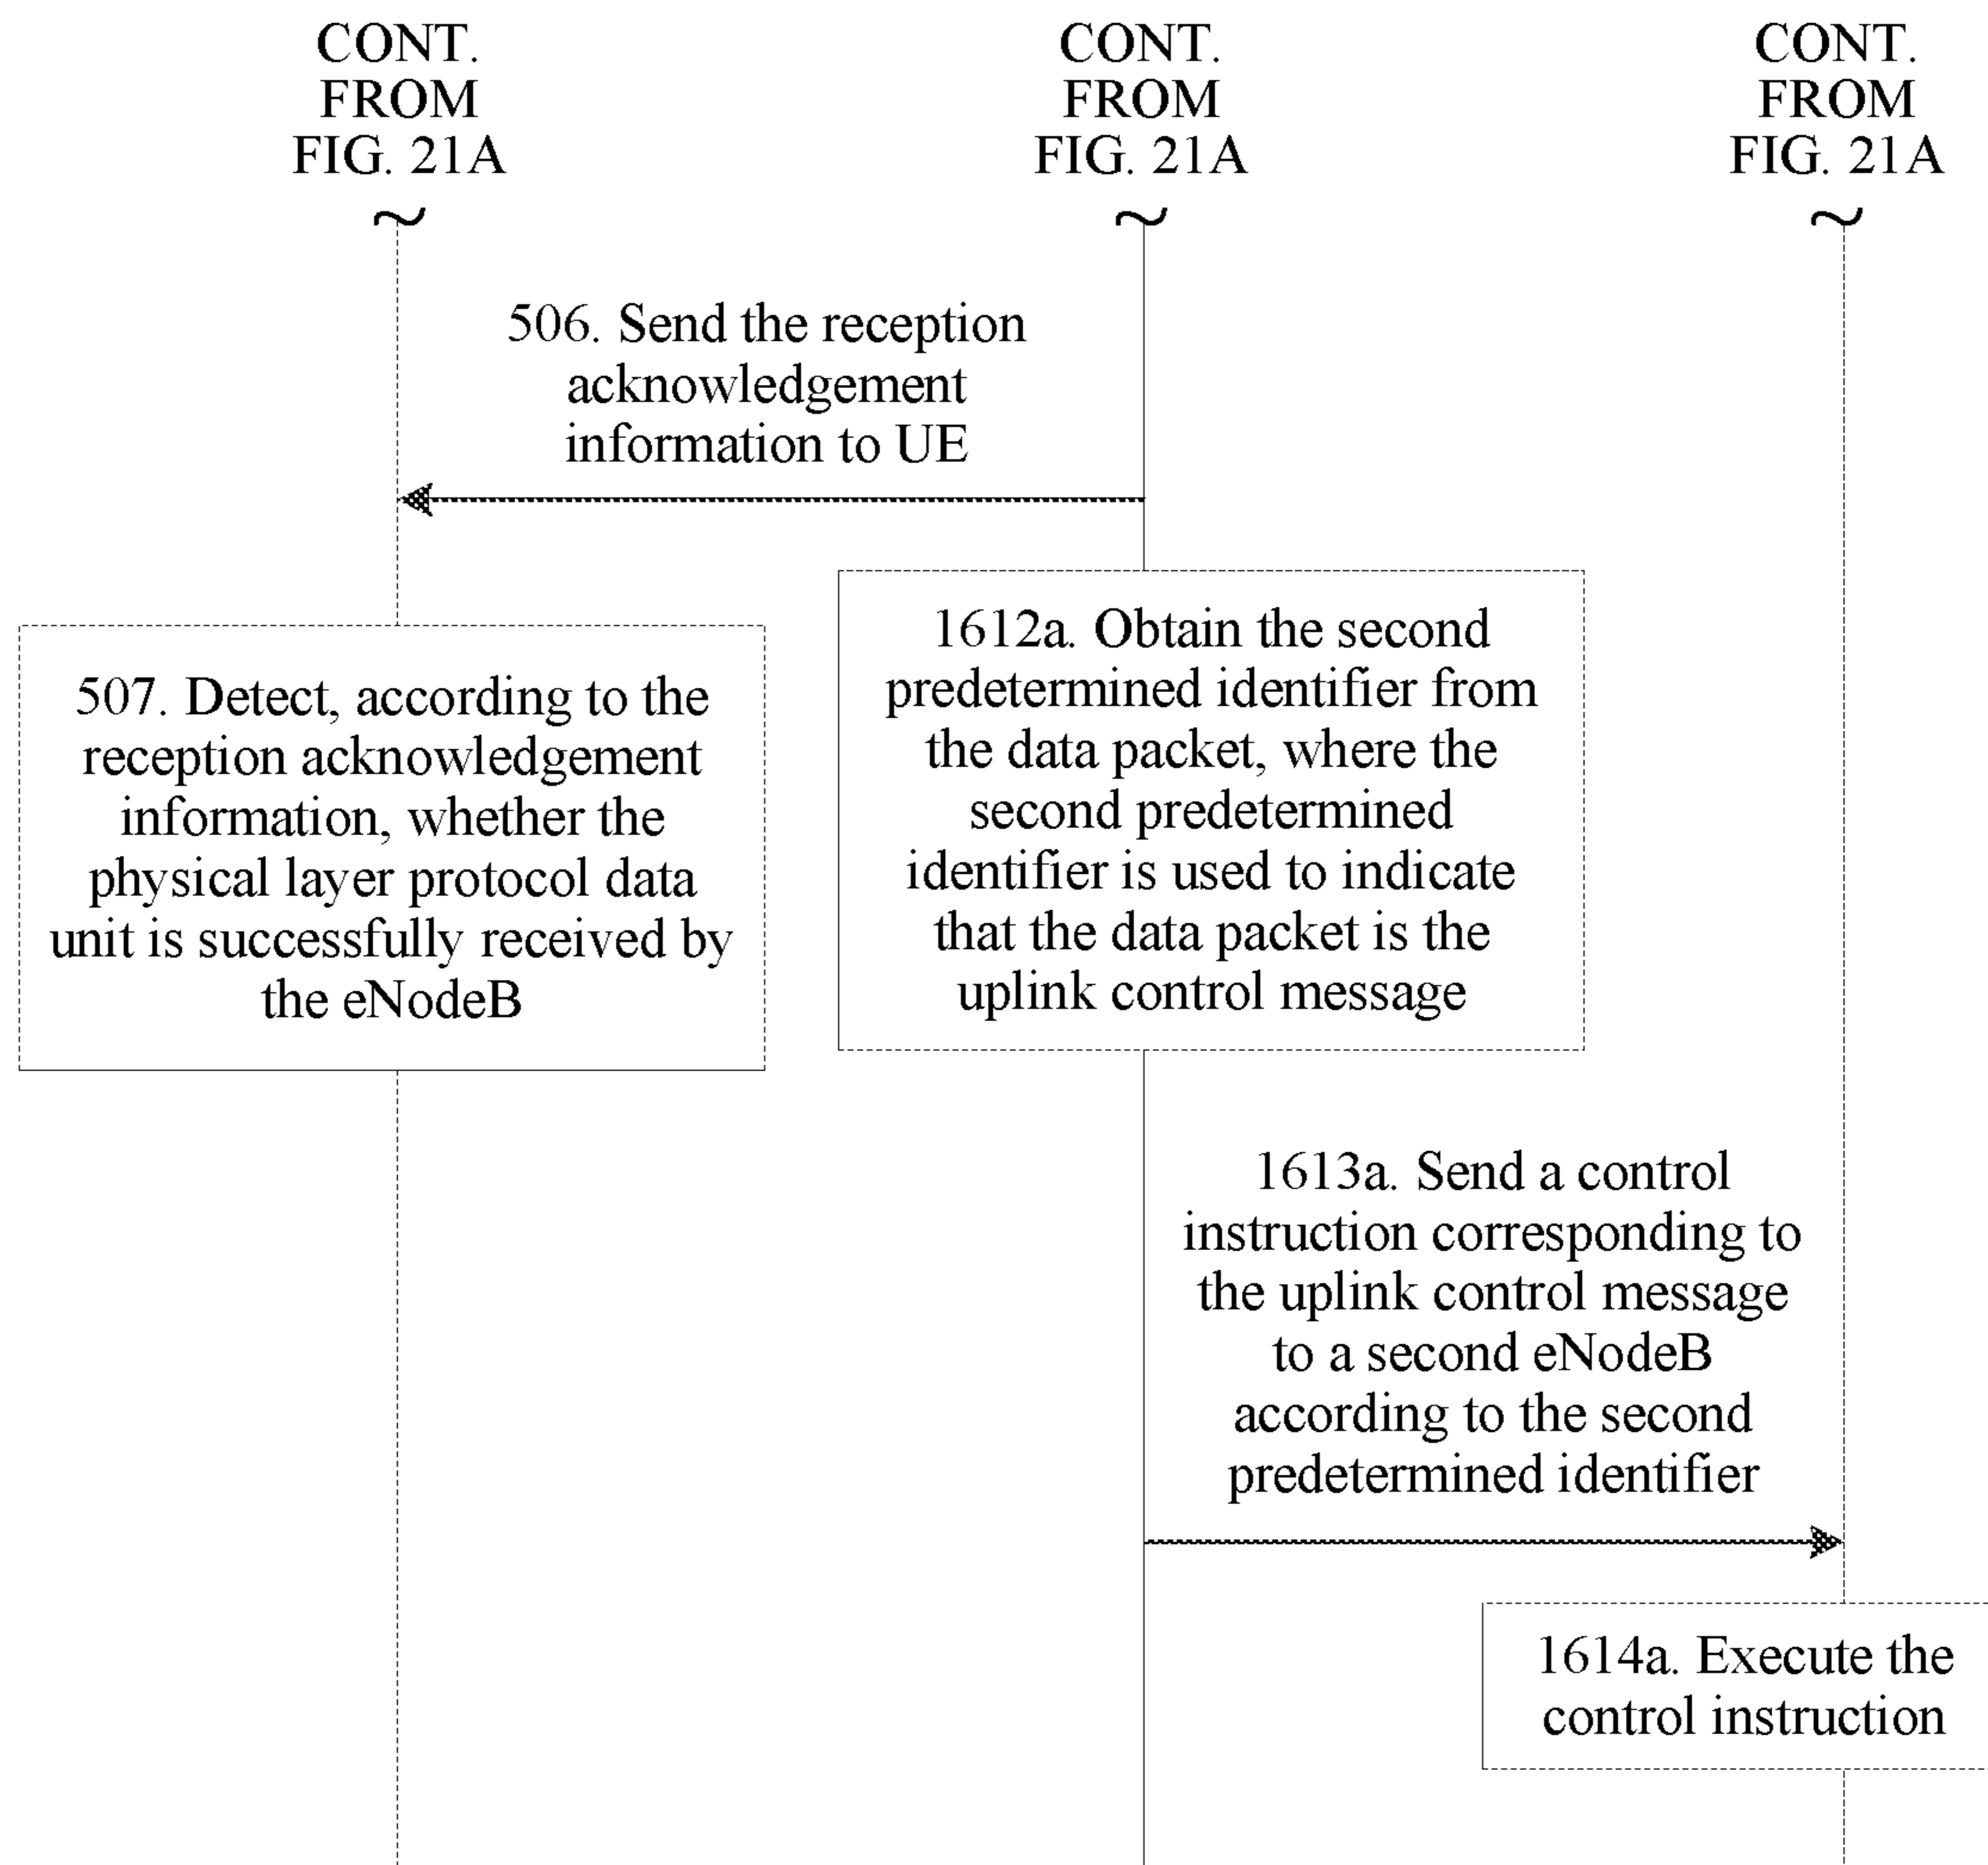 CONT.
FROM
FIG. 21A
CONT.
FROM
FIG. 21A
CONT.
FROM
FIG. 21A
506. Send the reception
acknowledgement
information to UE
507. Detect, according to the
reception acknowledgement
information, whether the
physical layer protocol data
unit is successfully received by
the eNodeB
1612a. Obtain the second
predetermined identifier from
the data packet, where the
second predetermined
identifier is used to indicate
that the data packet is the
uplink control message
1613a. Send a control
instruction corresponding to
the uplink control message
to a second eNodeB
according to the second
predetermined identifier
1614a. Execute the
control instruction